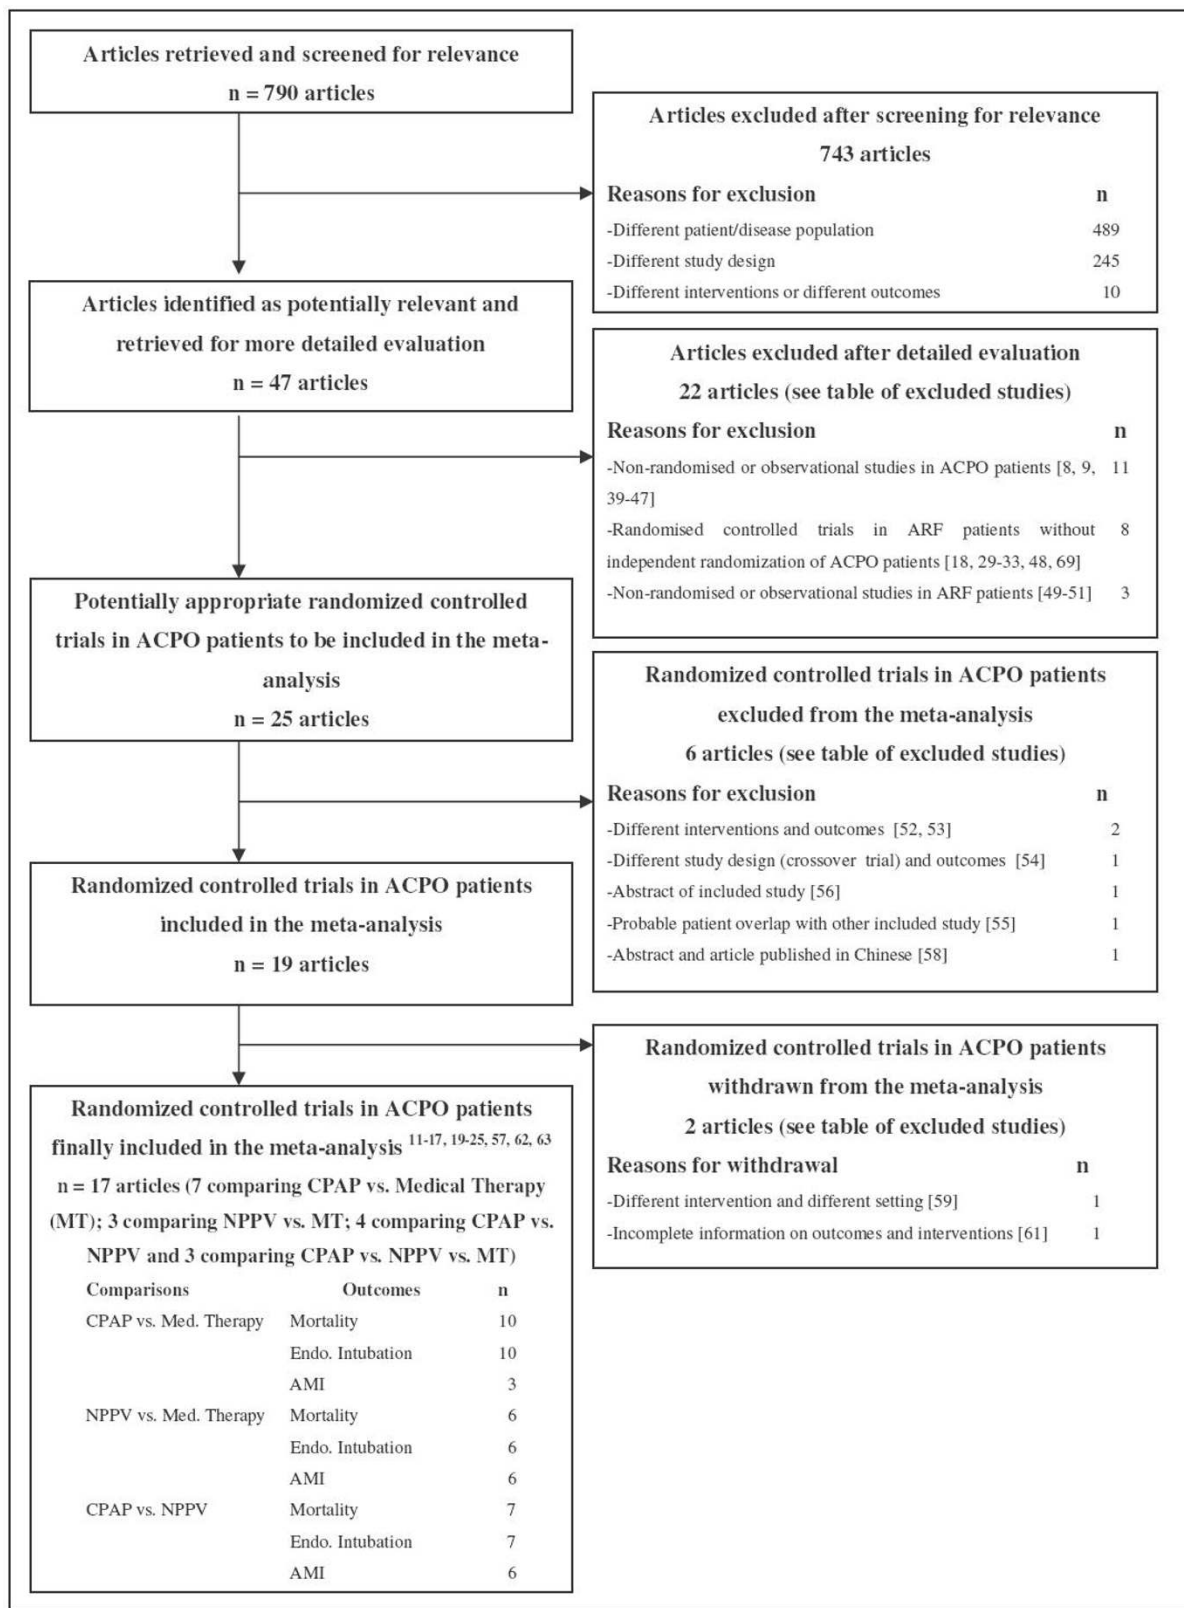 Articles retrieved and screened for relevance
n = 790 articles
Articles excluded after screening for relevance
743 articles
Reasons for exclusion n
-Different patient/disease population 489
-Different study design 245
-Different interventions or different outcomes 10
Articles identified as potentially relevant and
retrieved for more detailed evaluation
n = 47 articles
Articles excluded after detailed evaluation
22 articles (see table of excluded studies)
Reasons for exclusion n
-Non-randomised or observational studies in ACPO patients [8, 9, 11
39-47]
-Randomised controlled trials in ARF patients without 8
independent randomization of ACPO patients [18, 29-33, 48, 69]
-Non-randomised or observational studies in ARF patients [49-51] 3
Potentially appropriate randomized controlled
trials in ACPO patients to be included in the meta-
analysis
n = 25 articles
Randomized controlled trials in ACPO patients
excluded from the meta-analysis
6 articles (see table of excluded studies)
Reasons for exclusion n
-Different interventions and outcomes [52, 53] 2
-Different study design (crossover trial) and outcomes [54] 1
-Abstract of included study [56] 1
-Probable patient overlap with other included study [55] 1
-Abstract and article published in Chinese [58] 1
Randomized controlled trials in ACPO patients
included in the meta-analysis
n = 19 articles
Randomized controlled trials in ACPO patients
withdrawn from the meta-analysis
2 articles (see table of excluded studies)
Reasons for withdrawal n
-Different intervention and different setting [59] 1
-Incomplete information on outcomes and interventions [61] 1
Randomized controlled trials in ACPO patients
finally included in the meta-analysis 11-17, 19-25, 57, 62, 63
n = 17 articles (7 comparing CPAP vs. Medical Therapy
(MT); 3 comparing NPPV vs. MT; 4 comparing CPAP vs.
NPPV and 3 comparing CPAP vs. NPPV vs. MT)
Comparisons Outcomes n
CPAP vs. Med. Therapy Mortality 10
Endo. Intubation 10
AMI 3
NPPV vs. Med. Therapy Mortality 6
Endo. Intubation 6
AMI 6
CPAP vs. NPPV Mortality 7
Endo. Intubation 7
AMI 6